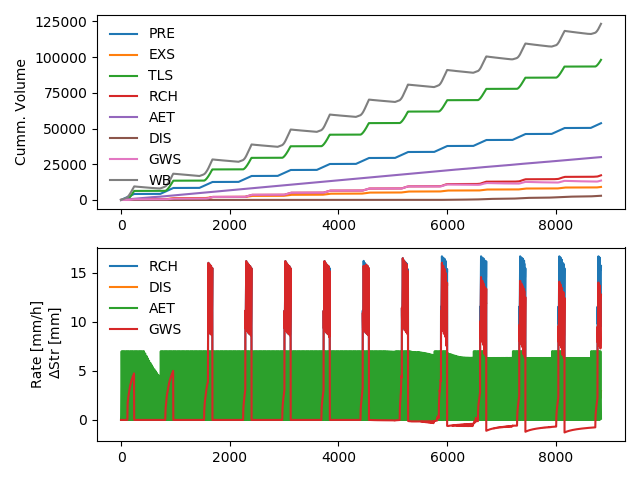 125000
100000
75000
50000
25000
0
Cumm. Volume
PRE
EXS
TLS
RCH
AET
DIS
GWS
WB
0 2000 4000 6000 8000
15
10
5
0
Rate [mm/h]
ΔStr [mm]
RCH
DIS
AET
GWS
0 2000 4000 6000 8000